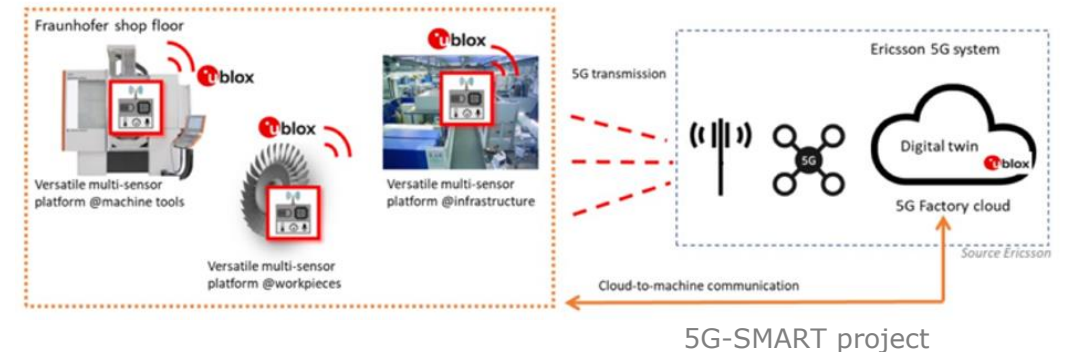 Fraunhofer shop floor
ublox
Versatile multi-sensor
platform @machine tools
ublox
Versatile multi-sensor
platform @workpieces
ublox
Versatile multi-sensor
platform @infrastructure
5G transmission
Ericsson 5G system
5G
Digital twin
ublox
5G Factory cloud
Source Ericsson
Cloud-to-machine communication
5G-SMART project